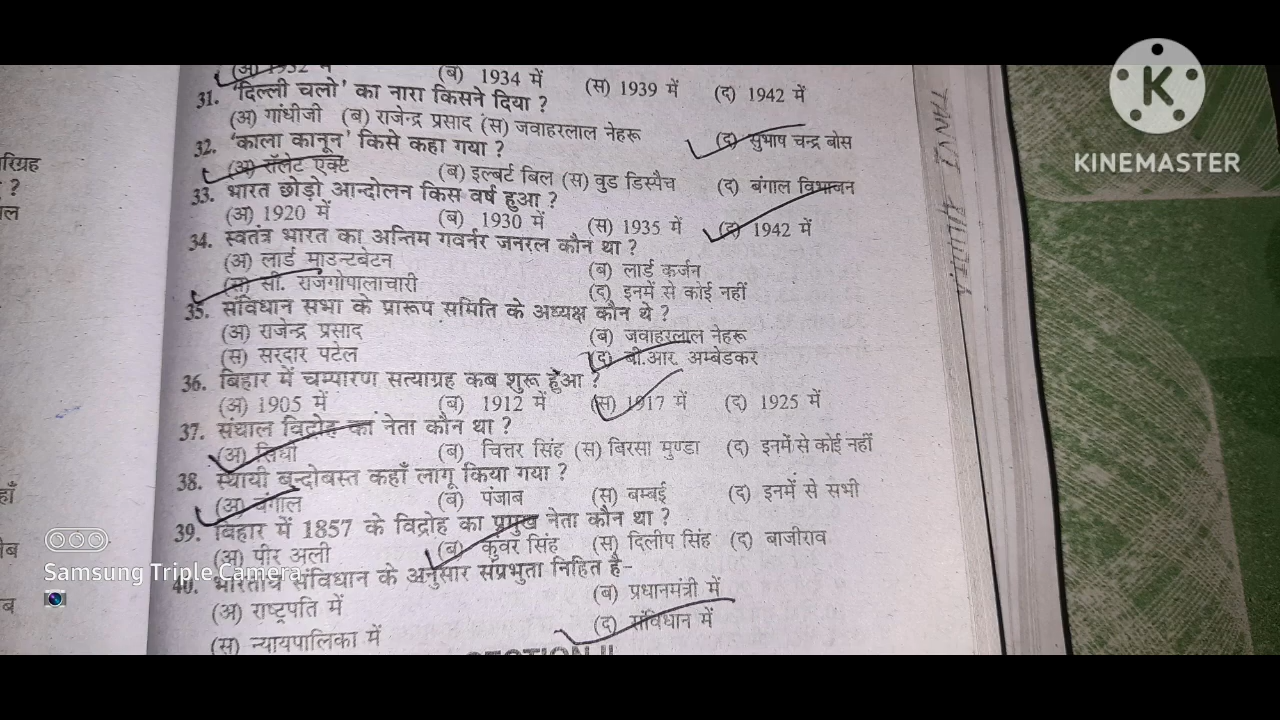 (अ) 1932 में (ब) 1934 में (स) 1939 में (द) 1942 में
31. 'दिल्ली चलो' का नारा किसने दिया ?
(अ) गांधीजी (ब) राजेन्द्र प्रसाद (स) जवाहरलाल नेहरू (द) सुभाष चन्द्र बोस
32. 'काला कानून' किसे कहा गया ?
(अ) रॉलेट एक्ट (ब) इल्बर्ट बिल (स) वुड डिस्पैच (द) बंगाल विभाजन
33. भारत छोड़ो आन्दोलन किस वर्ष हुआ ?
(अ) 1920 में (ब) 1930 में (स) 1935 में (द) 1942 में
34. स्वतंत्र भारत का अन्तिम गवर्नर जनरल कौन था ?
(अ) लार्ड माउन्टबेटन (ब) लार्ड कर्जन
(स) सी. राजगोपालाचारी (द) इनमें से कोई नहीं
35. संविधान सभा के प्रारूप समिति के अध्यक्ष कौन थे ?
(अ) राजेन्द्र प्रसाद (ब) जवाहरलाल नेहरू
(स) सरदार पटेल (द) बी.आर. अम्बेडकर
36. बिहार में चम्पारण सत्याग्रह कब शुरू हुआ ?
(अ) 1905 में (ब) 1912 में (स) 1917 में (द) 1925 में
37. संथाल विद्रोह का नेता कौन था ?
(अ) सिधा (ब) चित्तर सिंह (स) बिरसा मुण्डा (द) इनमें से कोई नहीं
38. स्थायी बन्दोबस्त कहाँ लागू किया गया ?
(अ) बंगाल (ब) पंजाब (स) बम्बई (द) इनमें से सभी
39. बिहार में 1857 के विद्रोह का प्रमुख नेता कौन था ?
(अ) पीर अली (ब) कुंवर सिंह (स) दिलीप सिंह (द) बाजीराव
40. भारतीय संविधान के अनुसार संप्रभुता निहित है-
(अ) राष्ट्रपति में (ब) प्रधानमंत्री में
(स) न्यायपालिका में (द) संविधान में
SECTION II
रिग्रह
?
KINEMASTER
Samsung Triple Camera